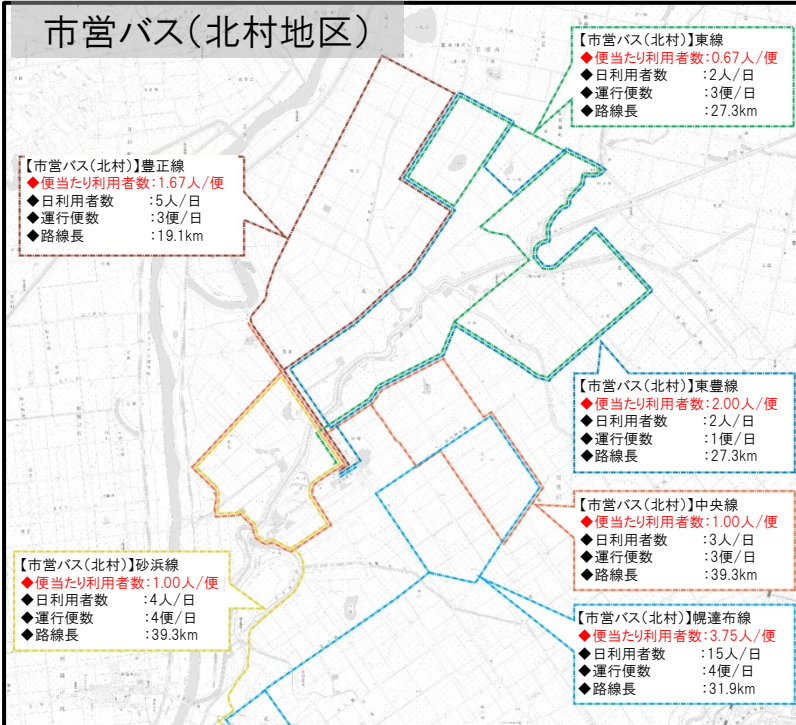 市営バス(北村地区)
【市営バス(北村)】東線
◆便当たり利用者数:0.67人/便
◆日利用者数 :2人/日
◆運行便数 :3便/日
◆路線長 :27.3km
【市営バス(北村)】豊正線
◆便当たり利用者数:1.67人/便
◆日利用者数 :5人/日
◆運行便数 :3便/日
◆路線長 :19.1km
【市営バス(北村)】東豊線
◆便当たり利用者数:2.00人/便
◆日利用者数 :2人/日
◆運行便数 :1便/日
◆路線長 :27.3km
【市営バス(北村)】中央線
◆便当たり利用者数:1.00人/便
◆日利用者数 :3人/日
◆運行便数 :3便/日
◆路線長 :39.3km
【市営バス(北村)】砂浜線
◆便当たり利用者数:1.00人/便
◆日利用者数 :4人/日
◆運行便数 :4便/日
◆路線長 :39.3km
【市営バス(北村)】幌達布線
◆便当たり利用者数:3.75人/便
◆日利用者数 :15人/日
◆運行便数 :4便/日
◆路線長 :31.9km